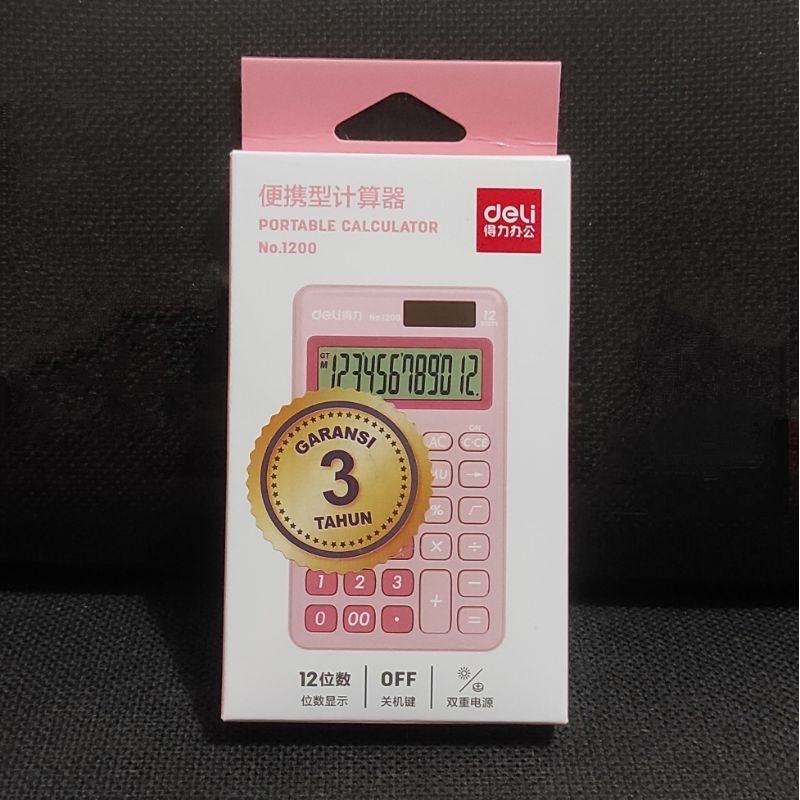 便携型计算器
PORTABLE CALCULATOR
No.1200
deli
得力办公
deli得力 No.1200
12
GT
M
123456789012.
GARANSI
3
TAHUN
ON
AC C·CE
MU →
% √
× ÷
1 2 3 + −
0 00 · =
12位数
位数显示
OFF
关机键
双重电源